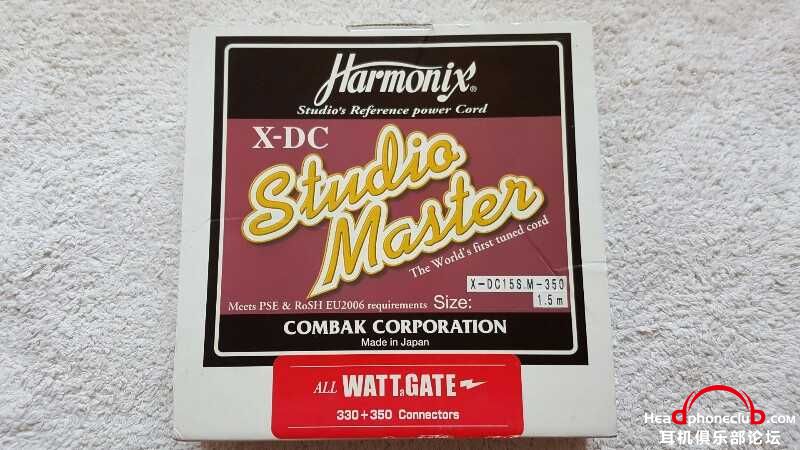 Harmonix®
Studio's Reference power Cord
X-DC
Studio
Master
The World's first tuned cord
X-DC15S.M-350
Meets PSE & RoSH EU2006 requirements Size: 1.5m
COMBAK CORPORATION
Made in Japan
ALL WATTaGATE
330+350 Connectors
HeadphoneclubD.com
耳机俱乐部论坛